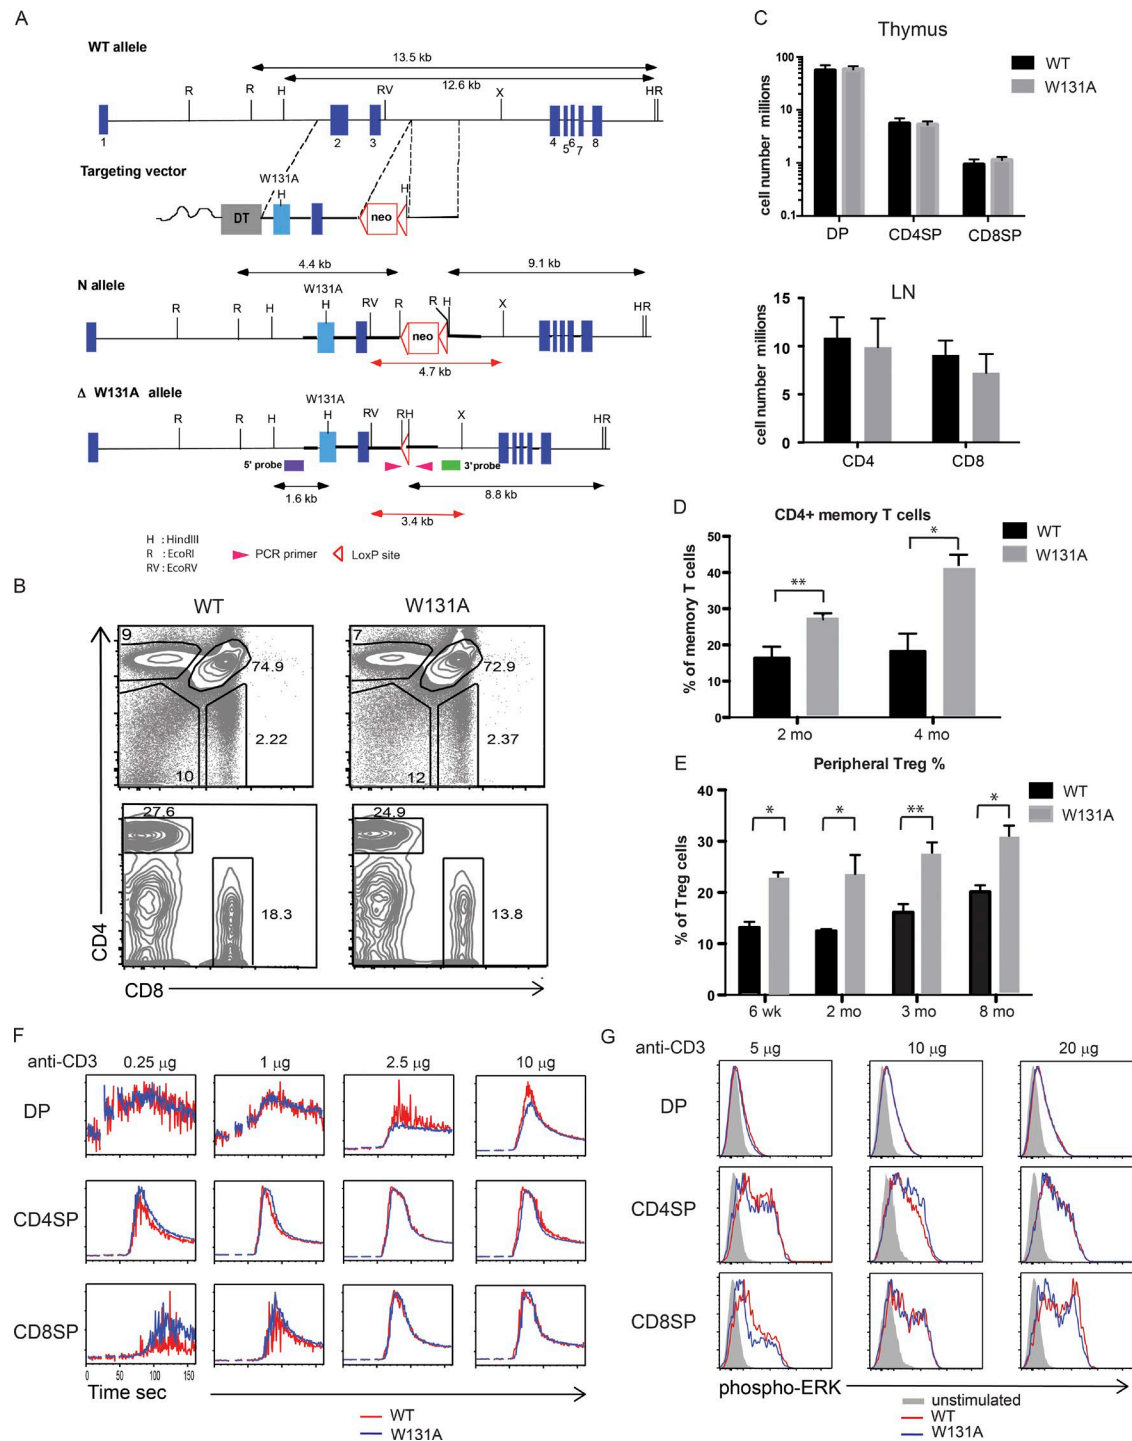 A
WT allele
13.5 kb
12.6 kb
R R H RV X HR
1 2 3 4 5 6 7 8
Targeting vector
W131A
H H
DT neo
4.4 kb 9.1 kb
N allele
W131A
R R H H RV R R H X HR
neo
4.7 kb
Δ W131A allele
W131A
R R H H RV RH X HR
5' probe 3'probe
1.6 kb 8.8 kb
3.4 kb
H : HindIII
R : EcoRI
RV : EcoRV
PCR primer
LoxP site
B
WT W131A
9 74.9 2.22 10
7 72.9 2.37 12
27.6 18.3
24.9 13.8
CD4
CD8
C
Thymus
WT
W131A
cell number millions
100
10
1
0.1
DP CD4SP CD8SP
LN
cell number millions
15
10
5
0
CD4 CD8
D
CD4+ memory T cells
WT
W131A
% of memory T cells
50
40
30
20
10
0
** *
2 mo 4 mo
E
Peripheral Treg %
WT
W131A
% of Treg cells
40
30
20
10
0
* * ** *
6 wk 2 mo 3 mo 8 mo
F
anti-CD3 0.25 µg 1 µg 2.5 µg 10 µg
DP
CD4SP
CD8SP
0 50 100 150
Time sec
WT
W131A
G
anti-CD3 5 µg 10 µg 20 µg
DP
CD4SP
CD8SP
phospho-ERK
unstimulated
WT
W131A